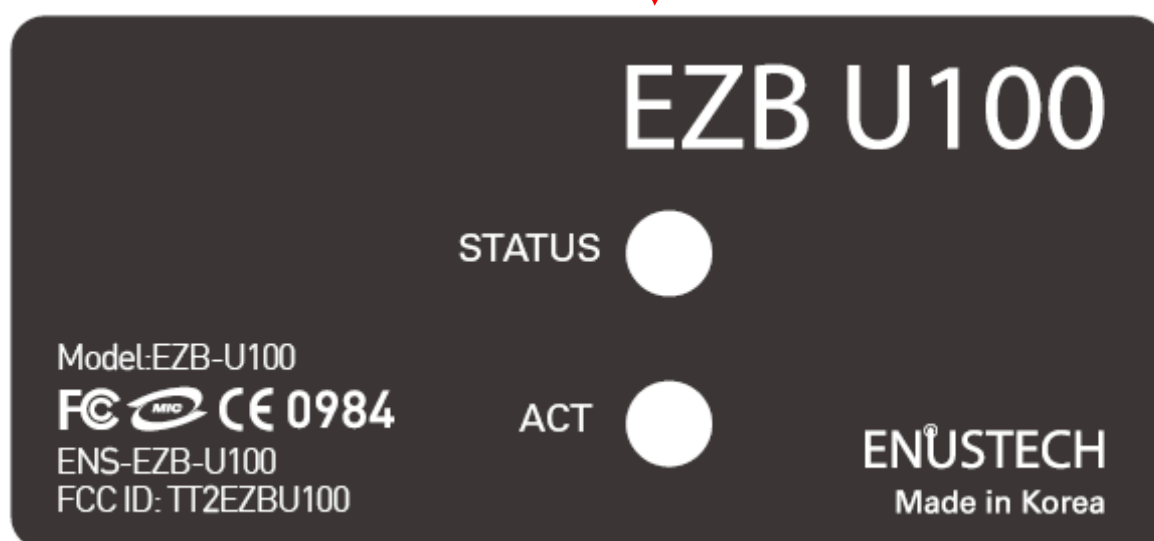 EZB U100
STATUS
Model:EZB-U100
FC MIC CE 0984
ACT
ENS-EZB-U100
FCC ID: TT2EZBU100
ENUSTECH
Made in Korea